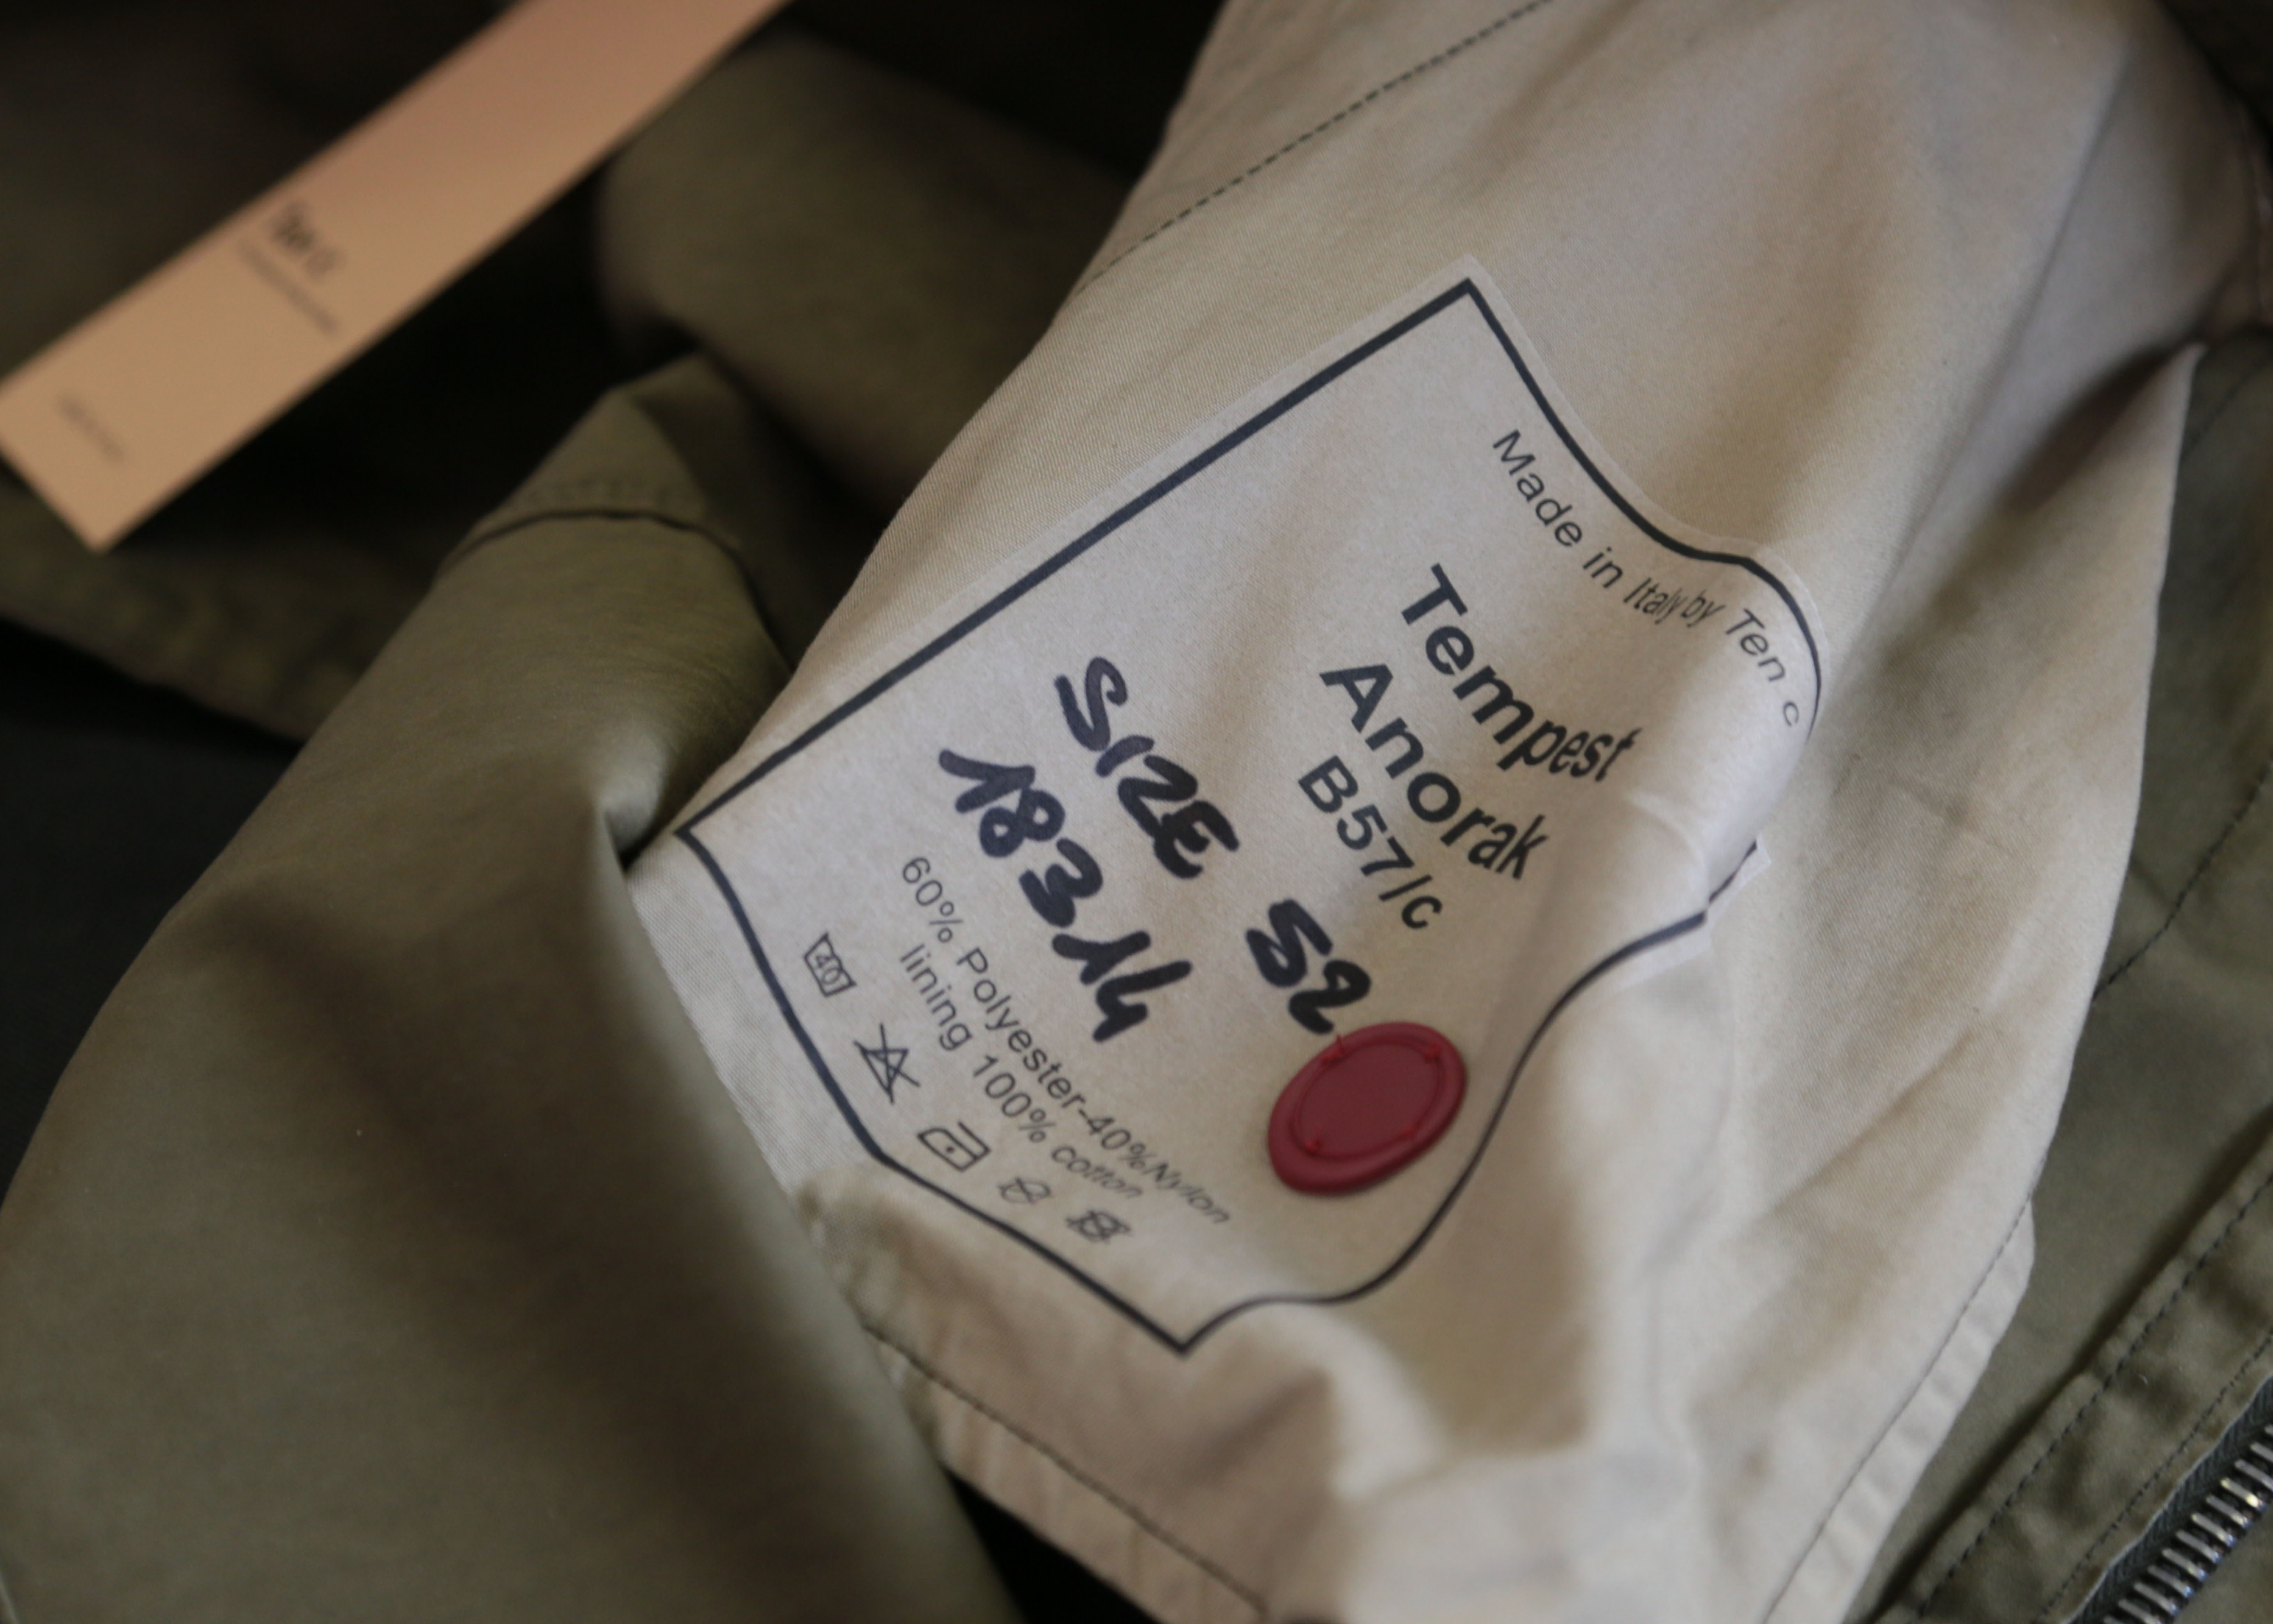 Made in Italy by Ten c
Tempest
Anorak
B57/c
SIZE 52
183.14
60% Polyester-40%Nylon
lining 100% cotton
40